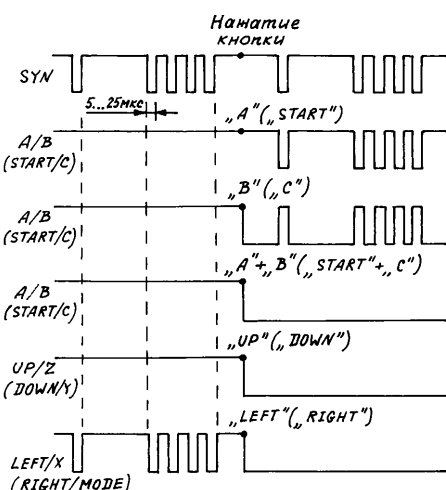 Нажатие
кнопки
SYN
5...25мкс
„A"(„START")
A/B
(START/C)
„B"(„C")
A/B
(START/C)
„A"+„B"(„START"+„C")
A/B
(START/C)
„UP"(„DOWN")
UP/Z
(DOWN/Y)
„LEFT"(„RIGHT")
LEFT/X
(RIGHT/MODE)